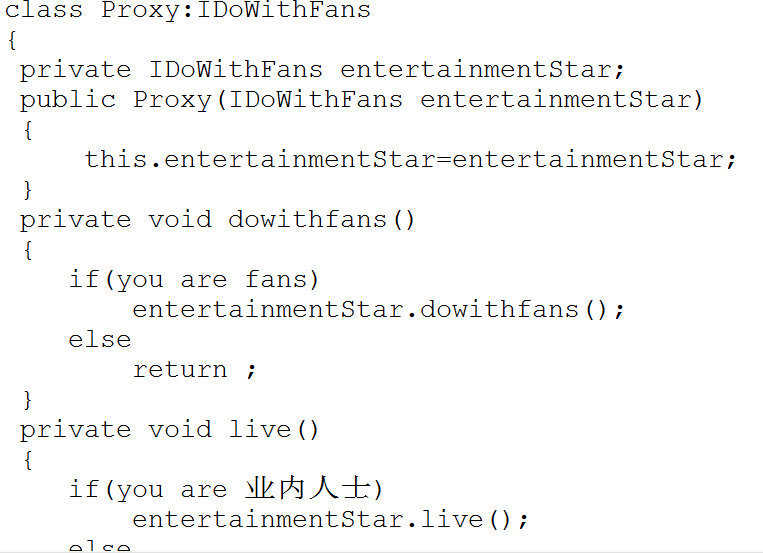 class Proxy:IDoWithFans
{
 private IDoWithFans entertainmentStar;
 public Proxy(IDoWithFans entertainmentStar)
 {
     this.entertainmentStar=entertainmentStar;
 }
 private void dowithfans()
 {
    if(you are fans)
        entertainmentStar.dowithfans();
    else
        return ;
 }
 private void live()
 {
    if(you are 业内人士)
        entertainmentStar.live();
    else